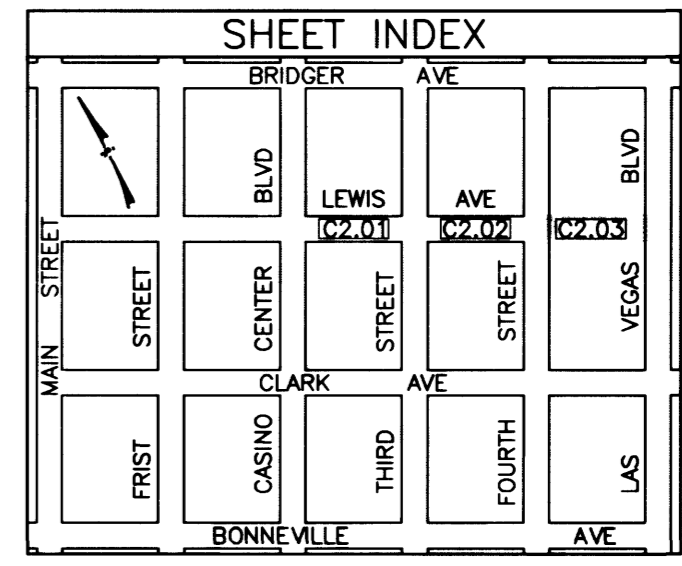 SHEET INDEX
BRIDGER AVE
MAIN STREET
FRIST STREET
CASINO CENTER BLVD
LEWIS AVE
C2.01 C2.02 C2.03
THIRD STREET
FOURTH STREET
LAS VEGAS BLVD
CLARK AVE
BONNEVILLE AVE